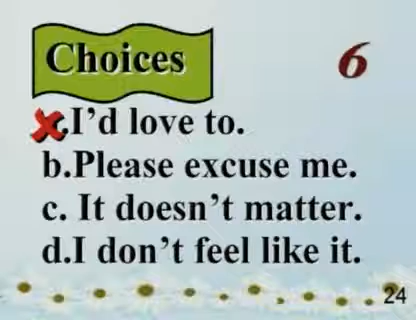 Choices
6
I'd love to.
b.Please excuse me.
c. It doesn't matter.
d.I don't feel like it.
24